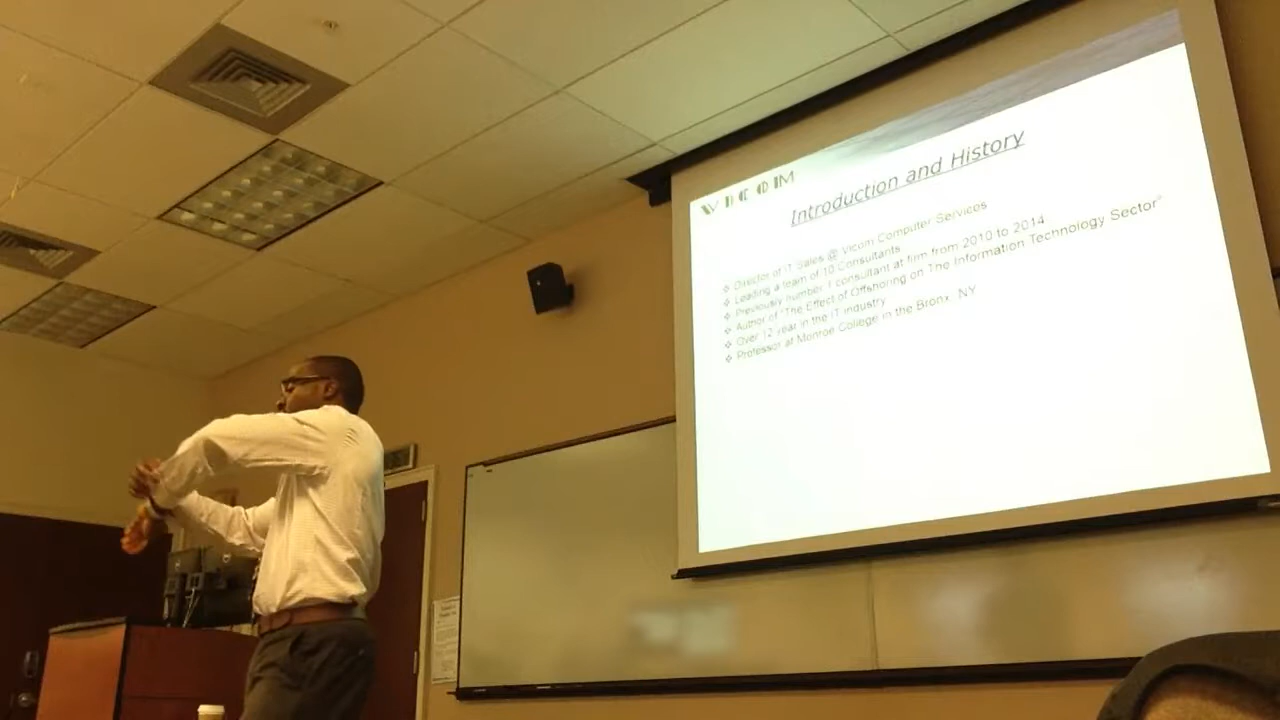 VICOM
Introduction and History
❖ Director of IT Sales @ Vicom Computer Services
❖ Leading a team of 10 Consultants
❖ Previously number 1 consultant at firm from 2010 to 2014
❖ Author of "The Effect of Offshoring on The Information Technology Sector"
❖ Over 12 year in the IT industry
❖ Professor at Monroe College in the Bronx, NY